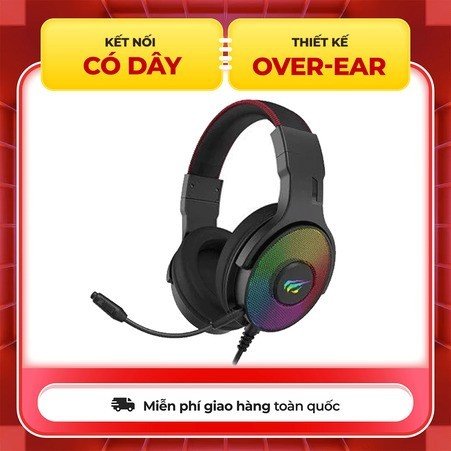 KẾT NỐI
CÓ DÂY
THIẾT KẾ
OVER-EAR
Miễn phí giao hàng toàn quốc